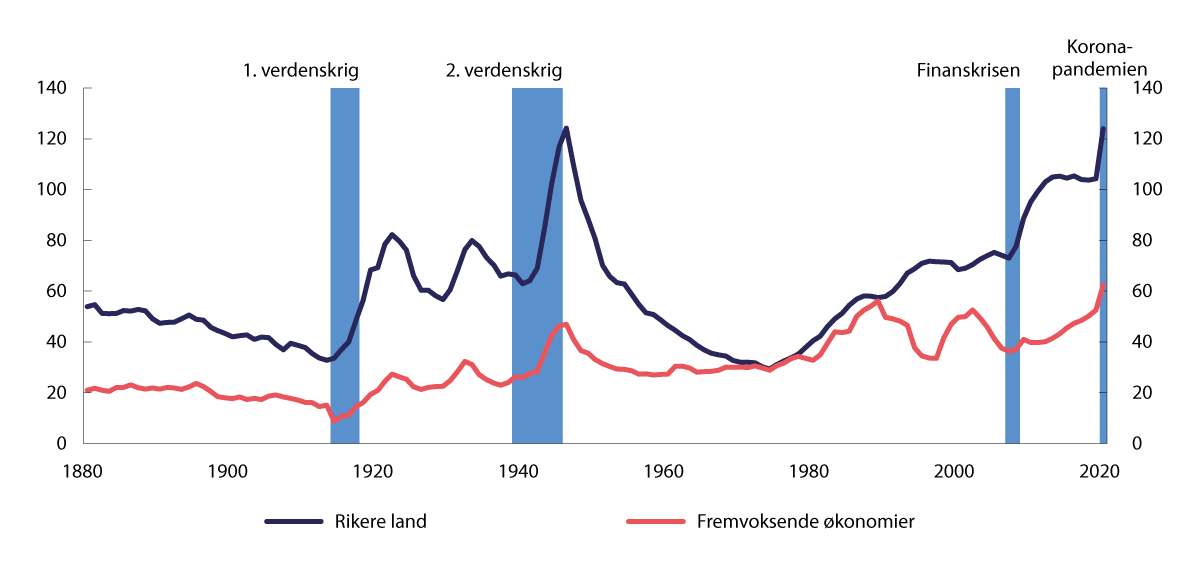 Korona-
1. verdenskrig 2. verdenskrig Finanskrisen pandemien
140 140
120 120
100 100
80 80
60 60
40 40
20 20
0 0
1880 1900 1920 1940 1960 1980 2000 2020
Rikere land Fremvoksende økonomier